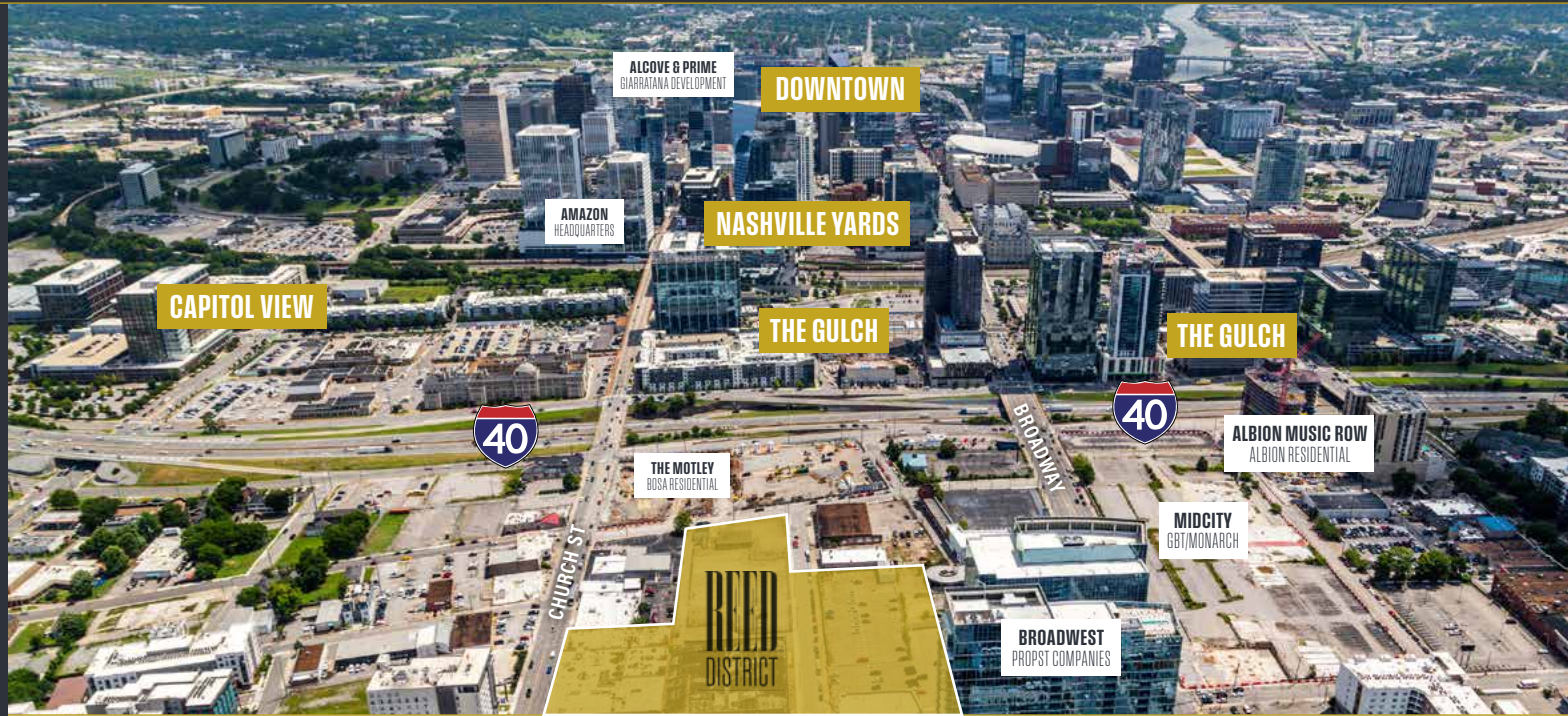 ALCOVE & PRIME
GIARRATANA DEVELOPMENT
DOWNTOWN
AMAZON
HEADQUARTERS
NASHVILLE YARDS
CAPITOL VIEW
THE GULCH
THE GULCH
40
40
BROADWAY
ALBION MUSIC ROW
ALBION RESIDENTIAL
THE MOTLEY
BOSA RESIDENTIAL
MIDCITY
GBT/MONARCH
CHURCH ST
REED
DISTRICT
BROADWEST
PROPST COMPANIES